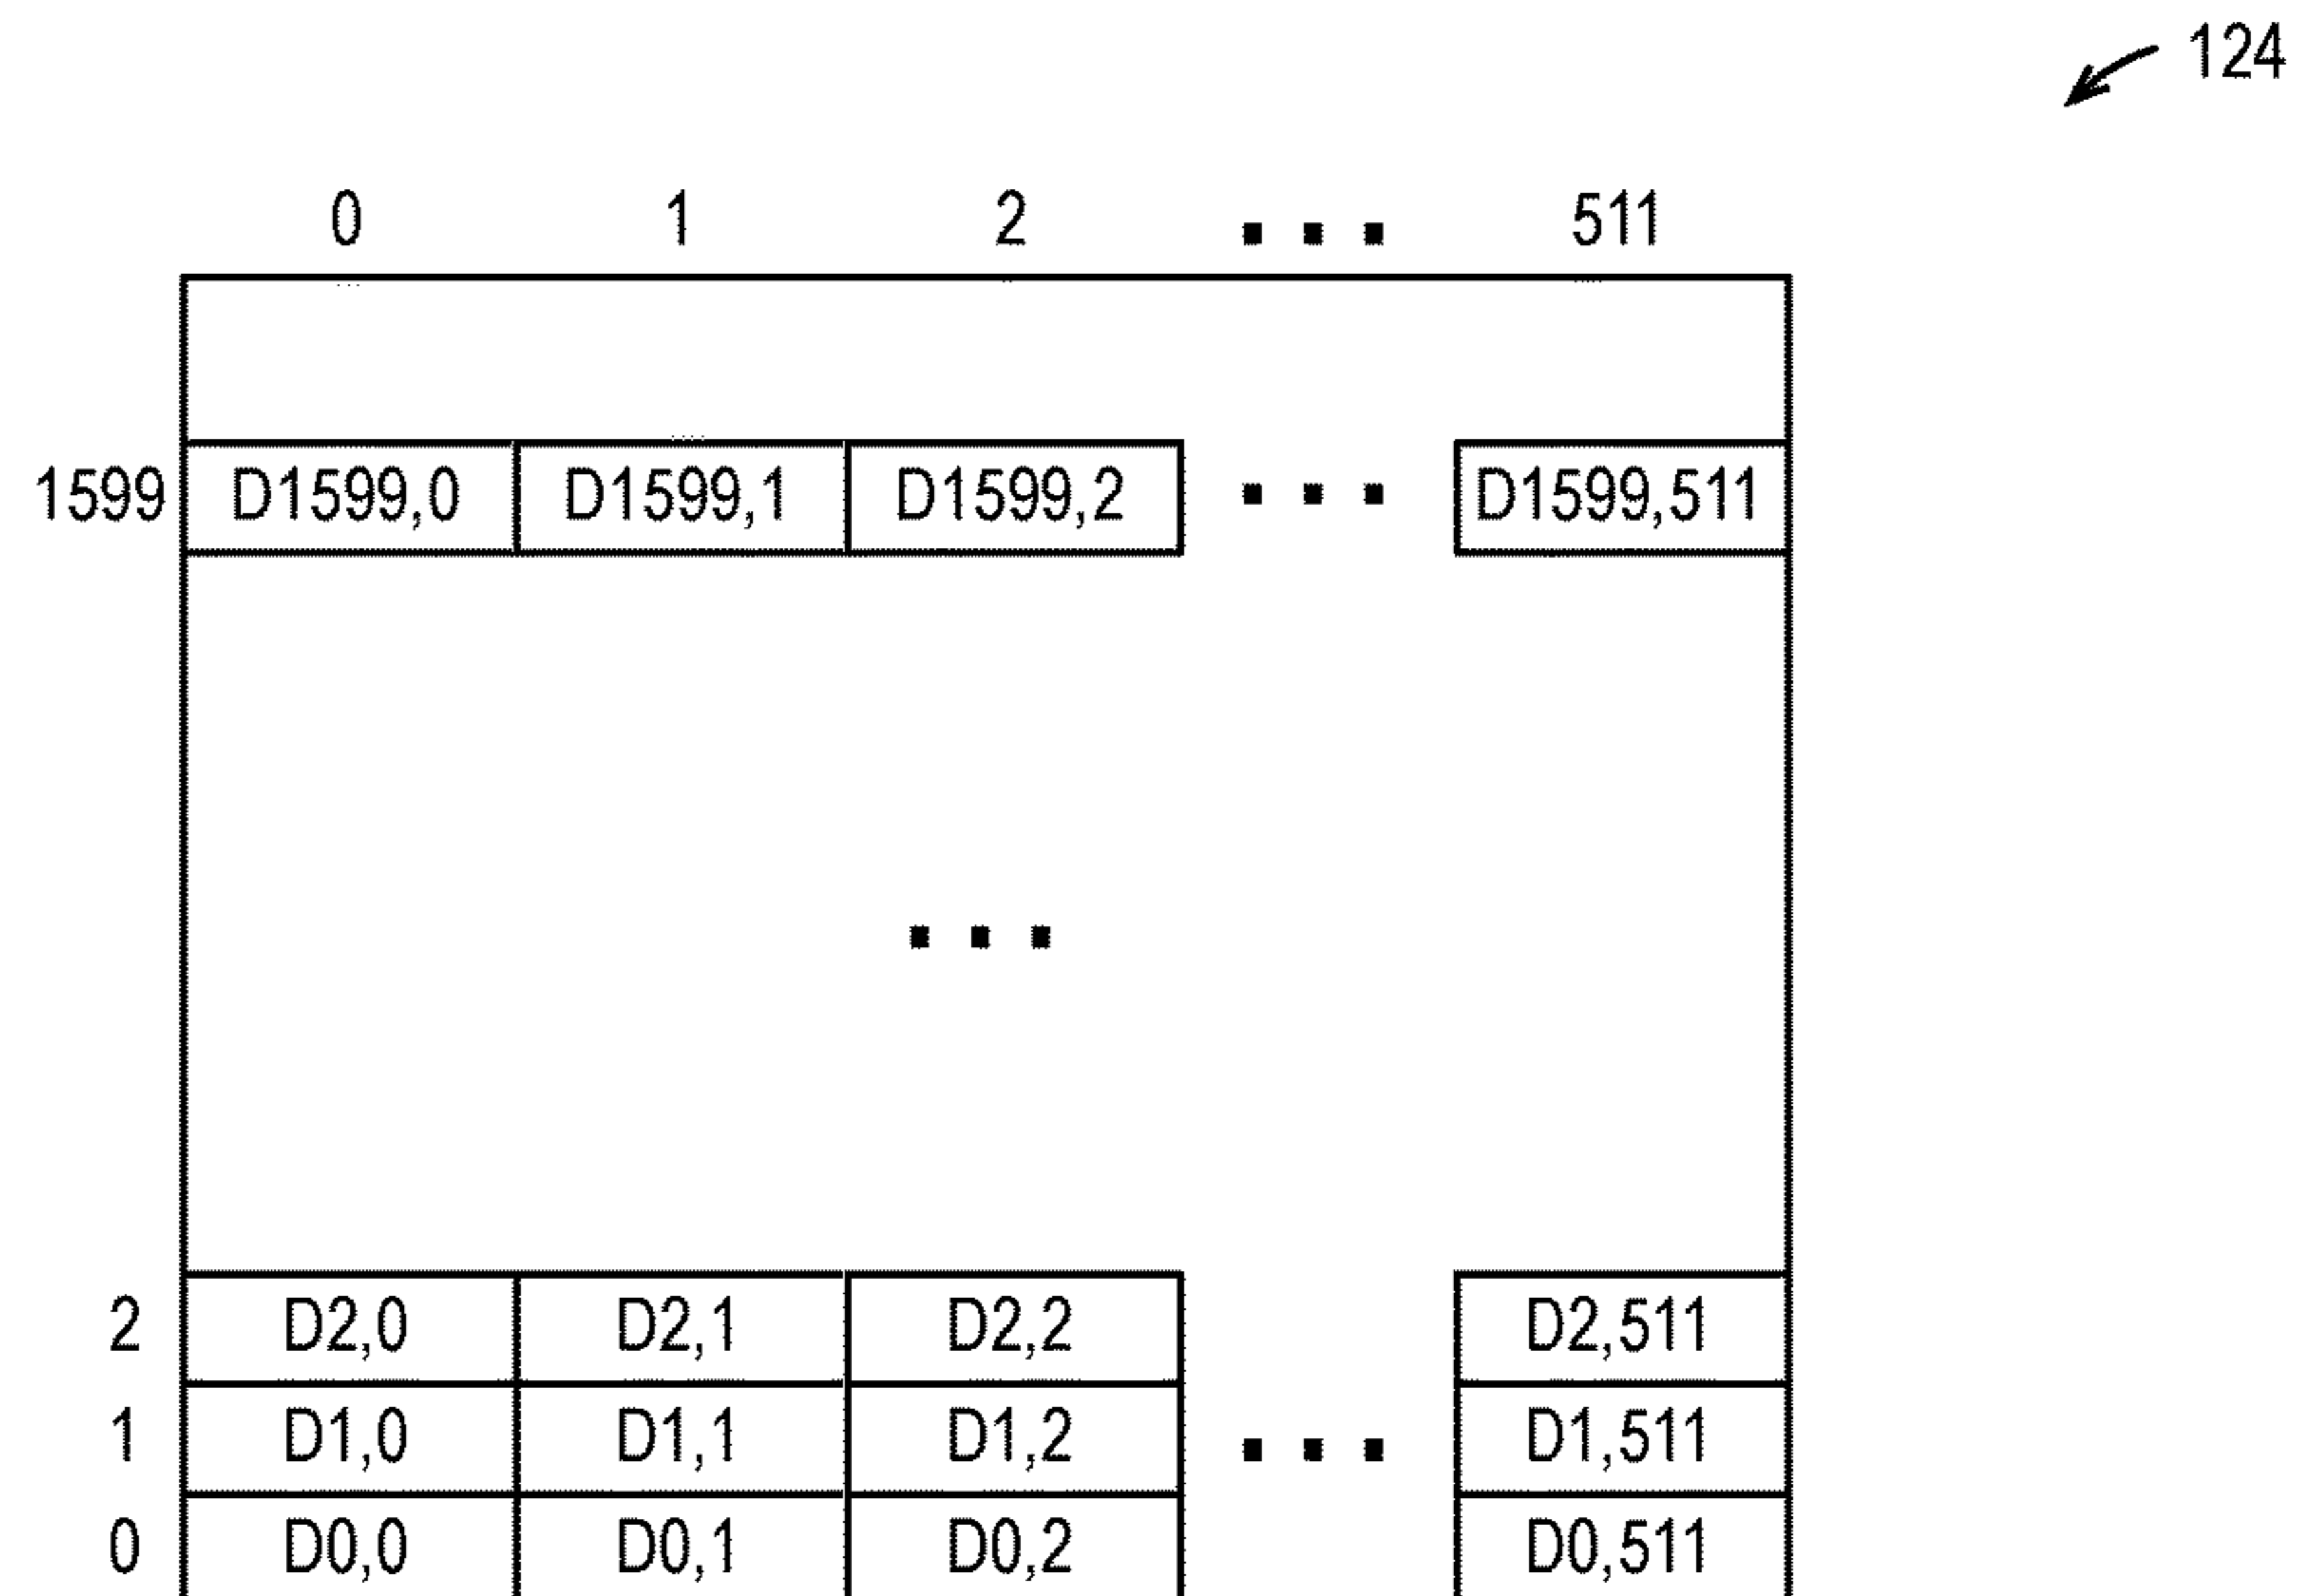 124
0 1 2 ... 511
1599 D1599,0 D1599,1 D1599,2 ... D1599,511
...
2 D2,0 D2,1 D2,2 D2,511
1 D1,0 D1,1 D1,2 ... D1,511
0 D0,0 D0,1 D0,2 D0,511